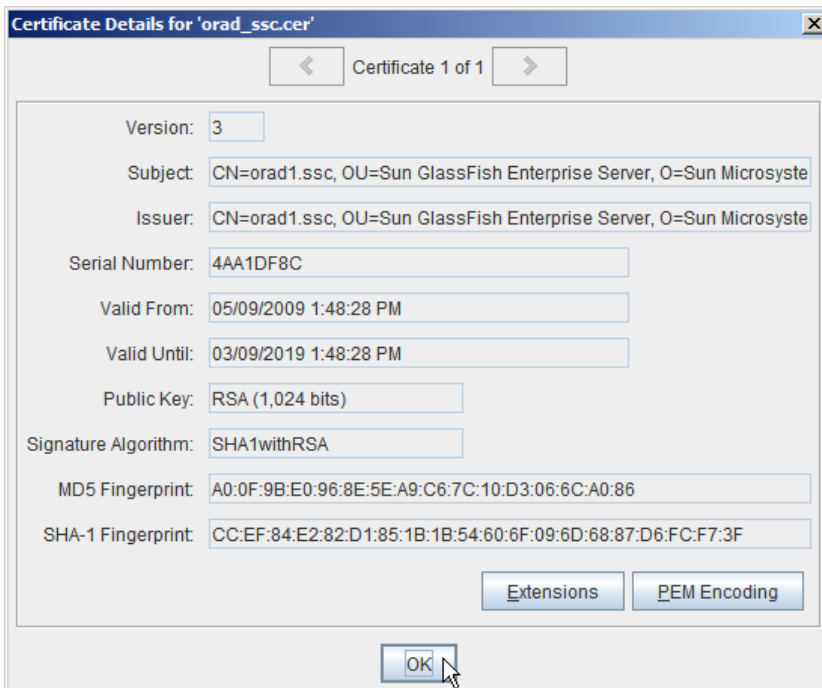 Certificate Details for 'orad_ssc.cer'
Certificate 1 of 1
Version: 3
Subject: CN=orad1.ssc, OU=Sun GlassFish Enterprise Server, O=Sun Microsyste
Issuer: CN=orad1.ssc, OU=Sun GlassFish Enterprise Server, O=Sun Microsyste
Serial Number: 4AA1DF8C
Valid From: 05/09/2009 1:48:28 PM
Valid Until: 03/09/2019 1:48:28 PM
Public Key: RSA (1,024 bits)
Signature Algorithm: SHA1withRSA
MD5 Fingerprint: A0:0F:9B:E0:96:8E:5E:A9:C6:7C:10:D3:06:6C:A0:86
SHA-1 Fingerprint: CC:EF:84:E2:82:D1:85:1B:1B:54:60:6F:09:6D:68:87:D6:FC:F7:3F
Extensions PEM Encoding
OK